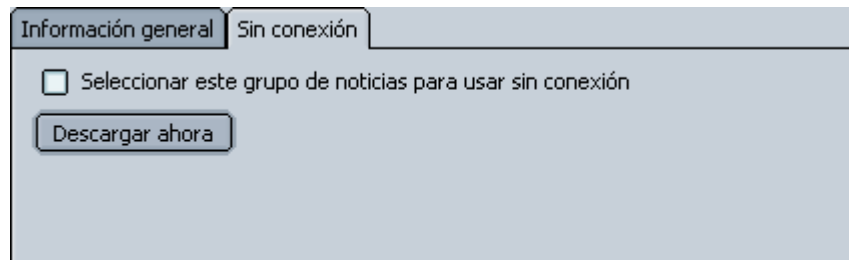 Información general Sin conexión
Seleccionar este grupo de noticias para usar sin conexión
Descargar ahora